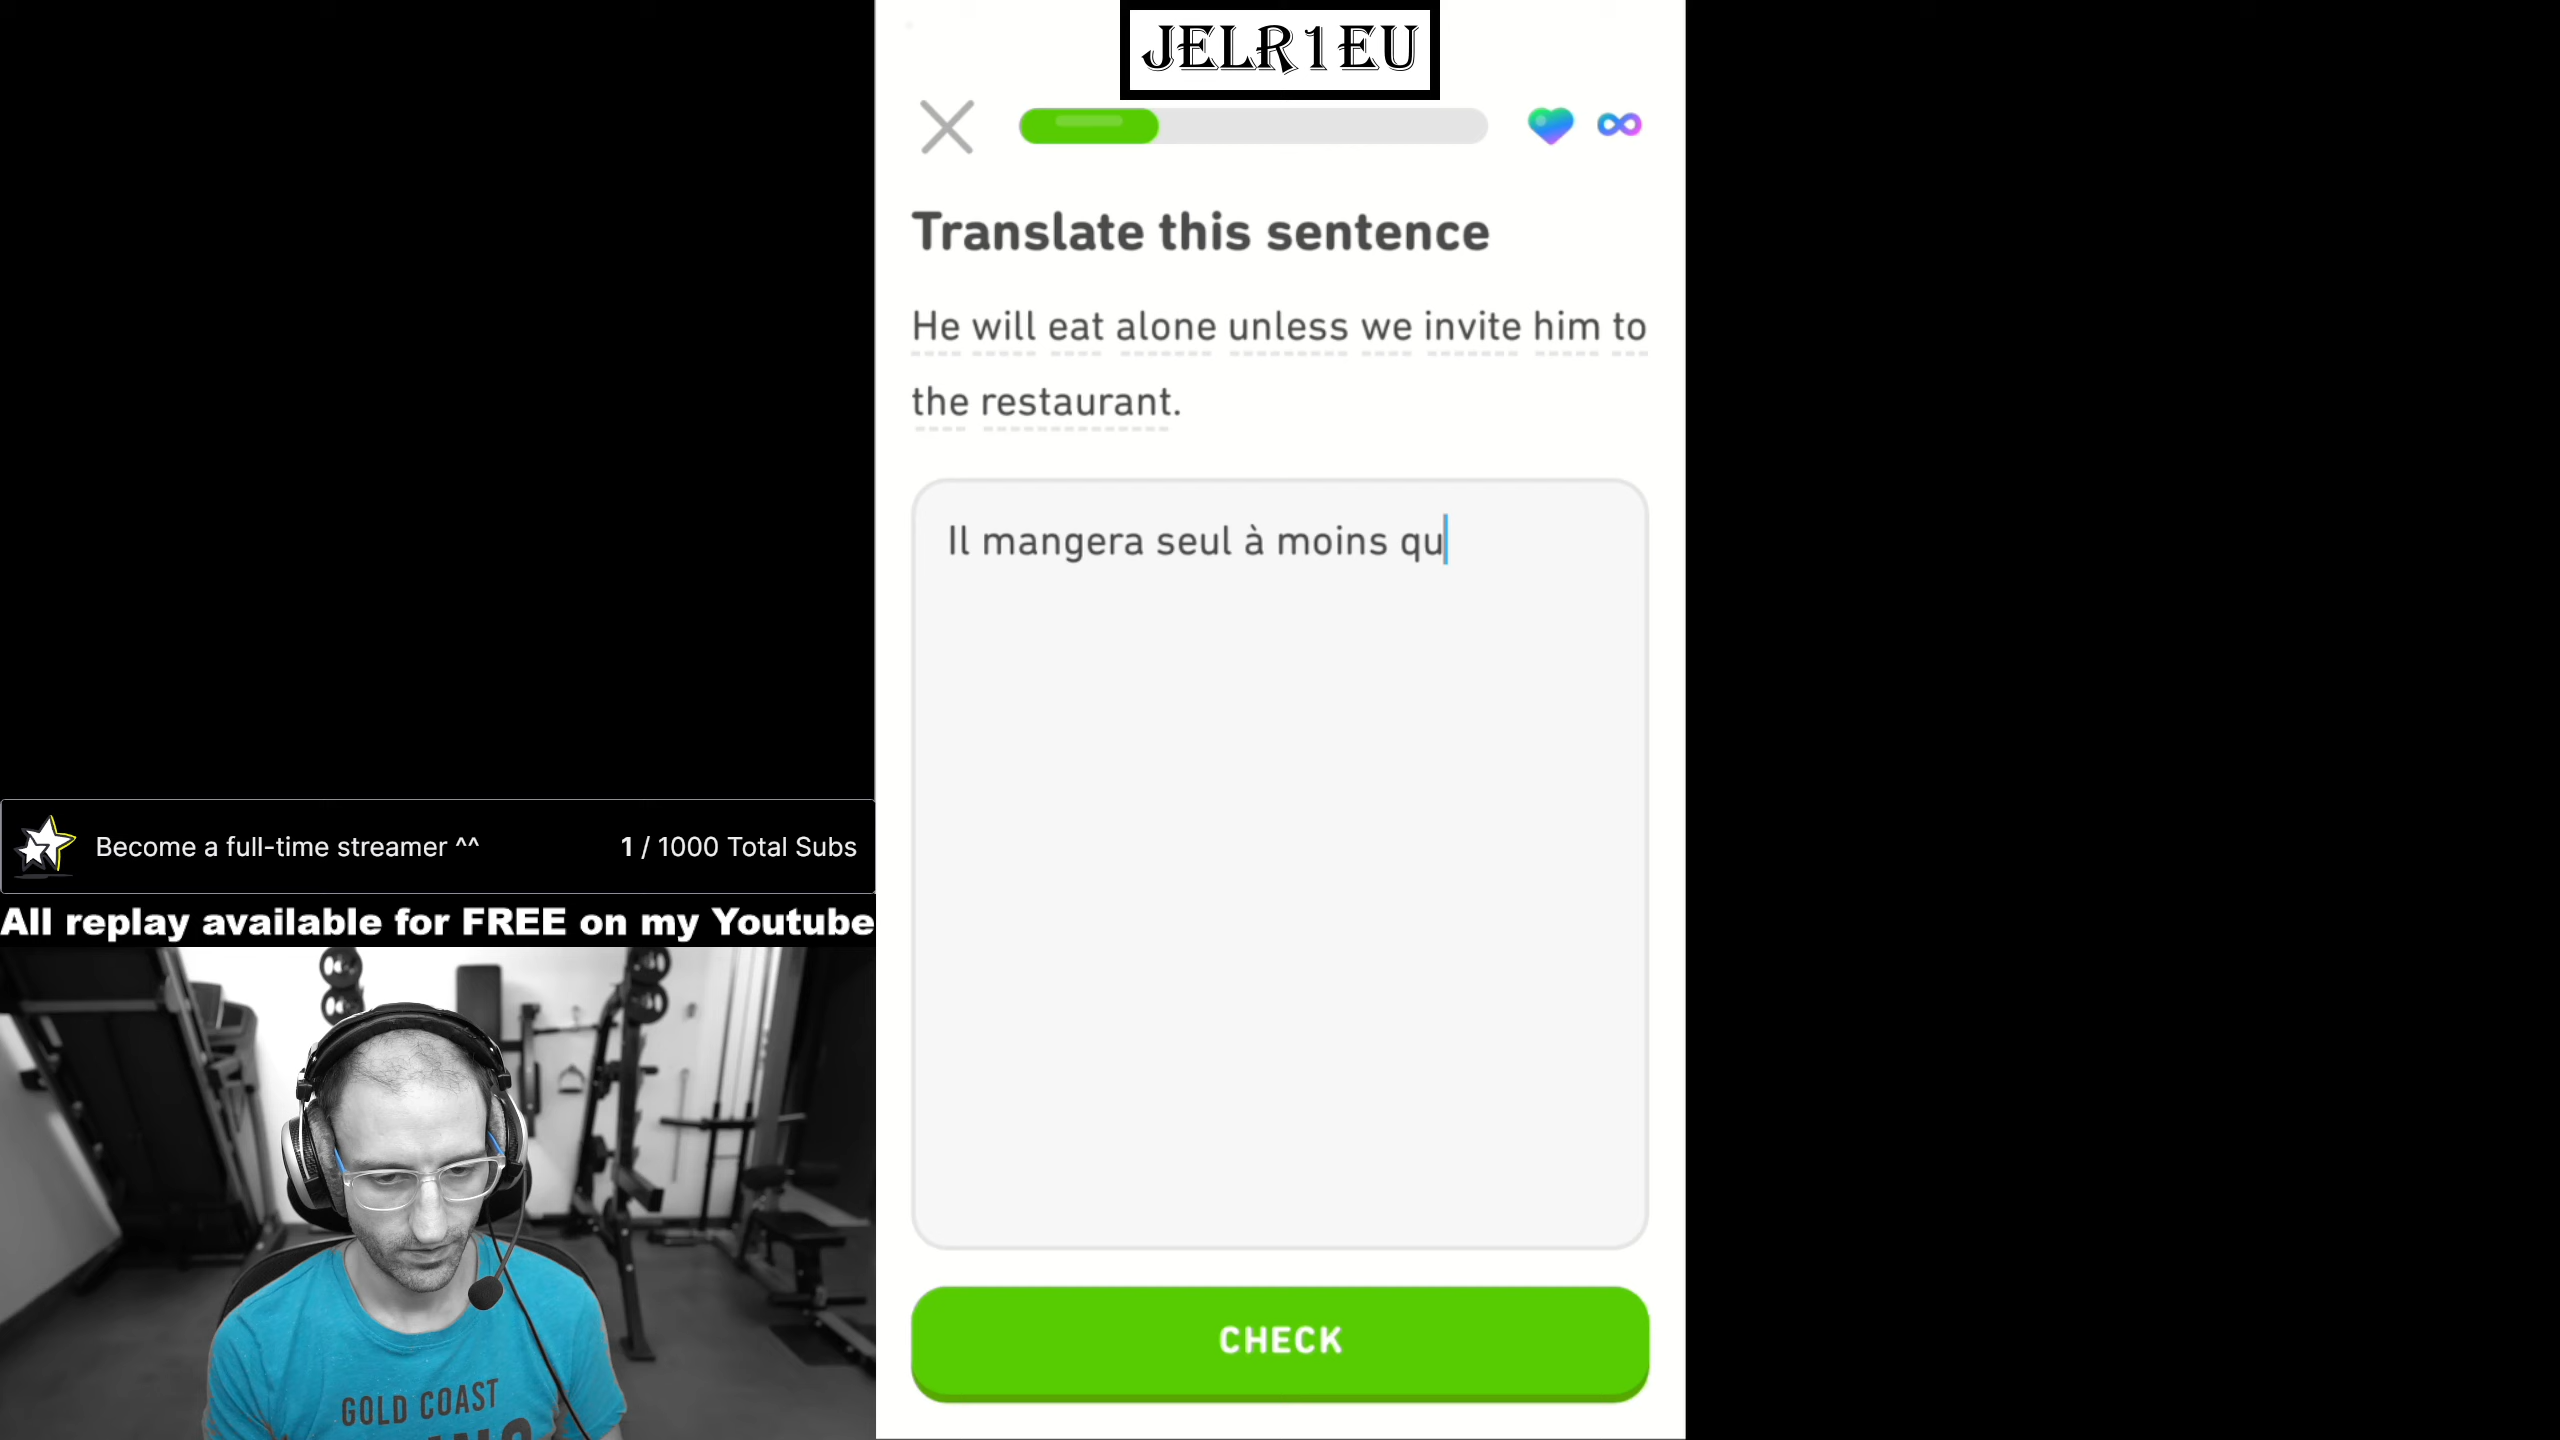 JELR1EU
Translate this sentence
He will eat alone unless we invite him to
the restaurant.
Il mangera seul à moins qu
CHECK
Become a full-time streamer ^^ 1 / 1000 Total Subs
All replay available for FREE on my Youtube
GOLD COAST